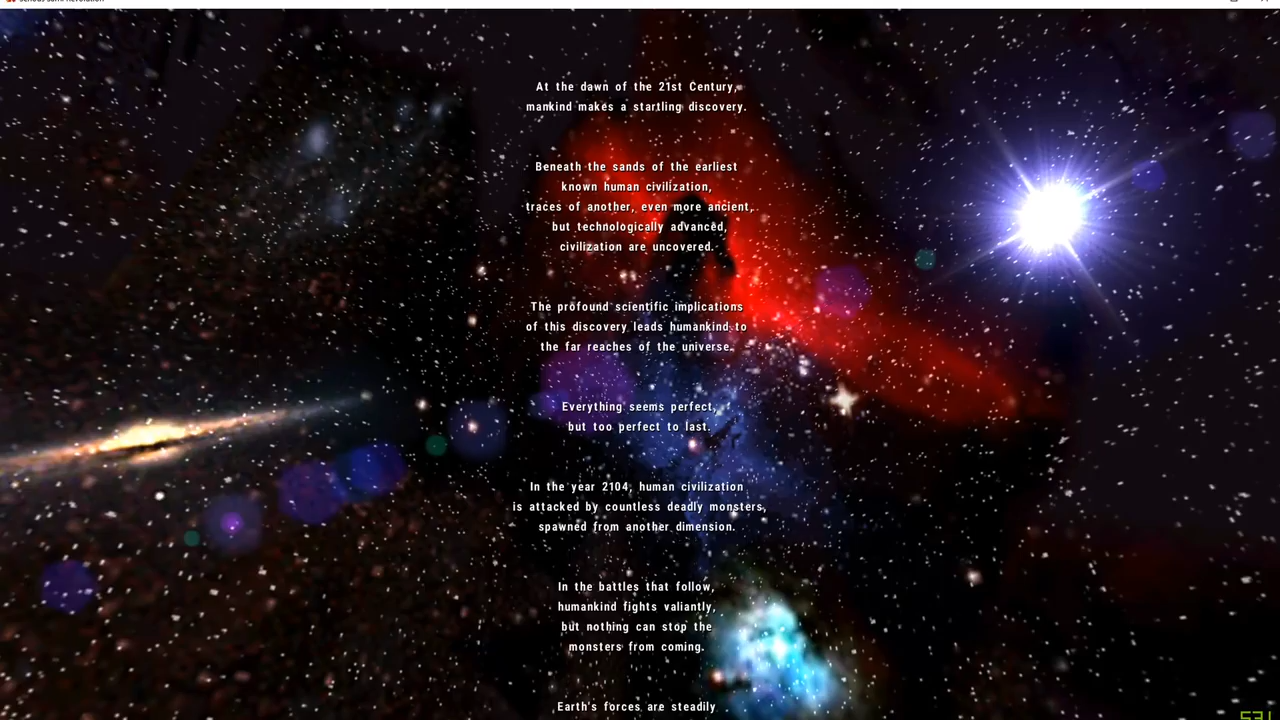 At the dawn of the 21st Century,
mankind makes a startling discovery.
Beneath the sands of the earliest
known human civilization,
traces of another, even more ancient,
but technologically advanced,
civilization are uncovered.
The profound scientific implications
of this discovery leads humankind to
the far reaches of the universe.
Everything seems perfect,
but too perfect to last.
In the year 2104, human civilization
is attacked by countless deadly monsters,
spawned from another dimension.
In the battles that follow,
humankind fights valiantly,
but nothing can stop the
monsters from coming.
Earth's forces are steadily